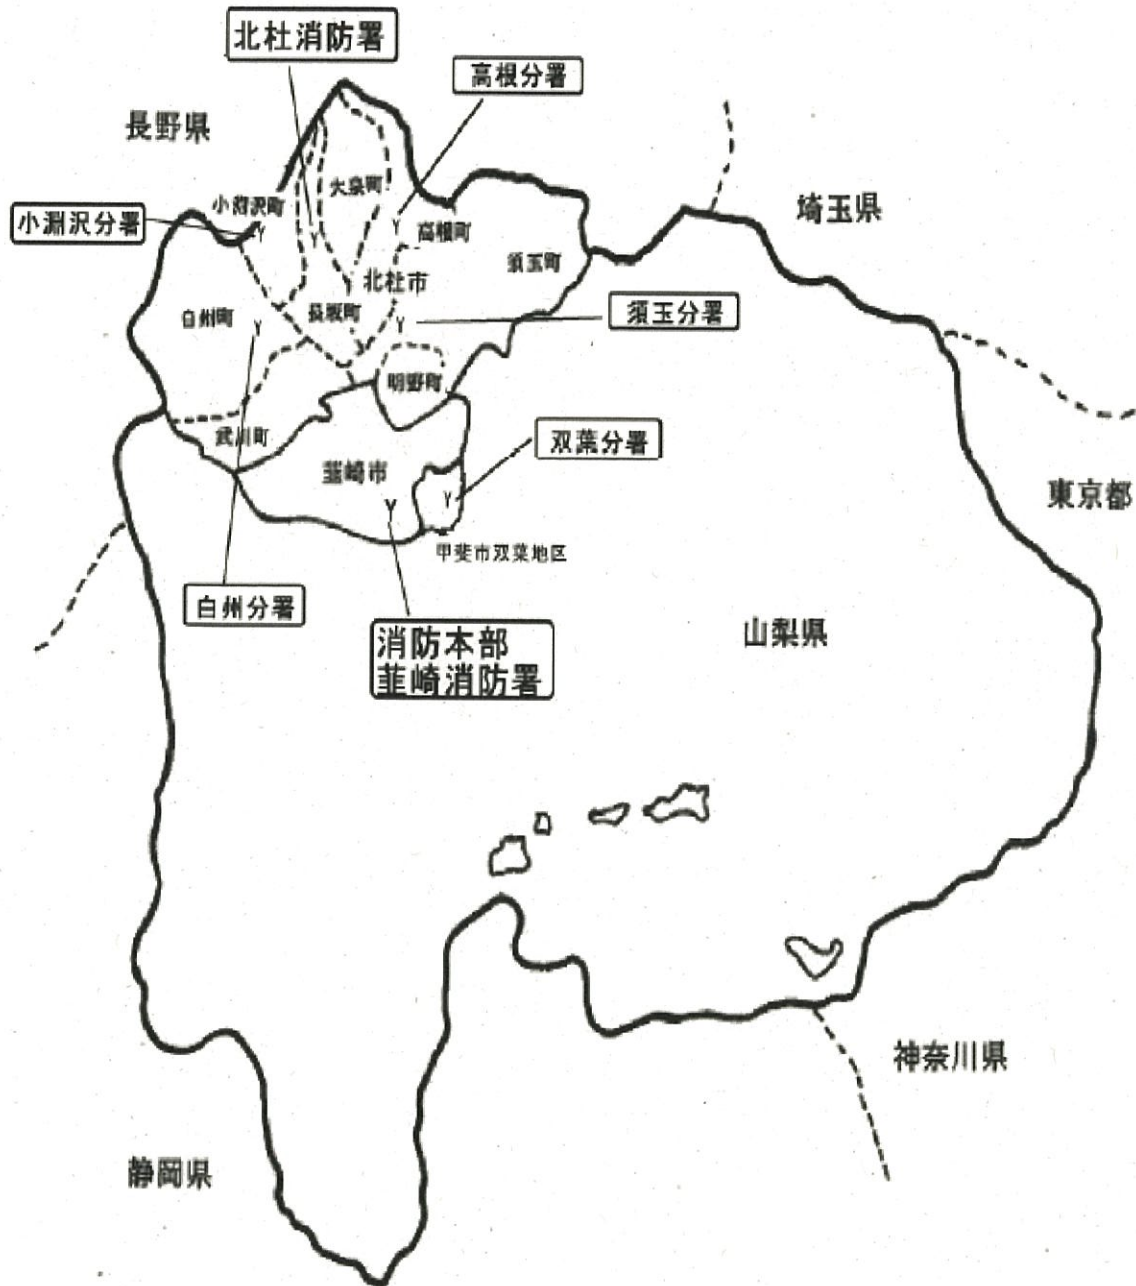 北杜消防署
高根分署
長野県
大泉町
埼玉県
小淵沢町
小淵沢分署
高根町
須玉町
北杜市
白州町
長坂町
須玉分署
明野町
武川町
双葉分署
韮崎市
東京都
甲斐市双葉地区
白州分署
山梨県
消防本部
韮崎消防署
神奈川県
静岡県